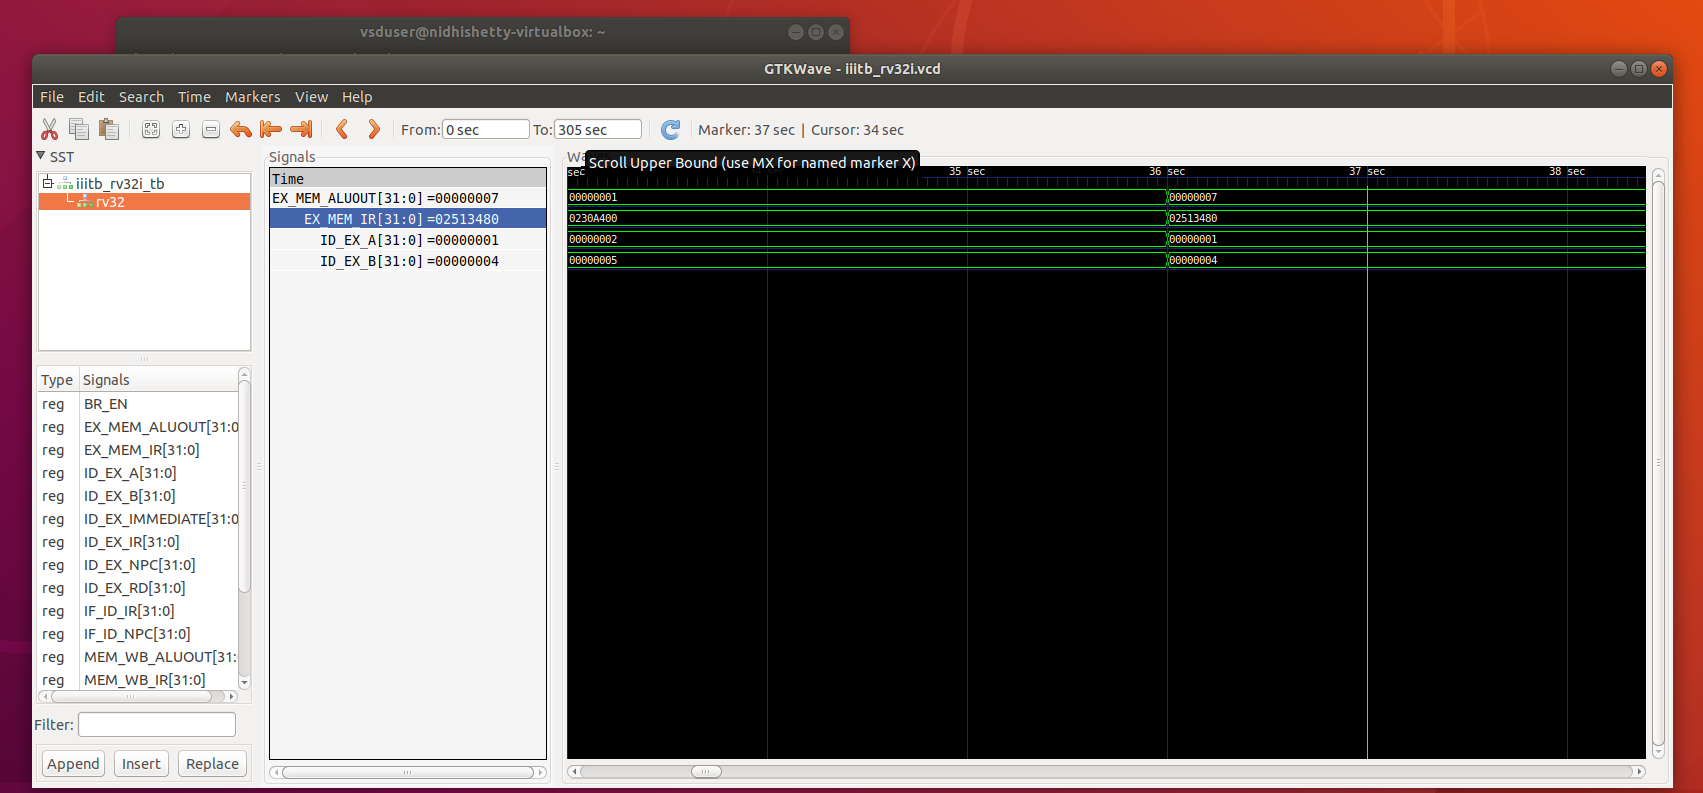 vsduser@nidhishetty-virtualbox: ~
GTKWave - iiitb_rv32i.vcd
File Edit Search Time Markers View Help
From: 0 sec To: 305 sec Marker: 37 sec | Cursor: 34 sec
SST
iiitb_rv32i_tb
rv32
Type Signals
reg BR_EN
reg EX_MEM_ALUOUT[31:0
reg EX_MEM_IR[31:0]
reg ID_EX_A[31:0]
reg ID_EX_B[31:0]
reg ID_EX_IMMEDIATE[31:0
reg ID_EX_IR[31:0]
reg ID_EX_NPC[31:0]
reg ID_EX_RD[31:0]
reg IF_ID_IR[31:0]
reg IF_ID_NPC[31:0]
reg MEM_WB_ALUOUT[31:
reg MEM_WB_IR[31:0]
Filter:
Append Insert Replace
Signals
Time
EX_MEM_ALUOUT[31:0] =00000007
EX_MEM_IR[31:0] =02513480
ID_EX_A[31:0] =00000001
ID_EX_B[31:0] =00000004
Scroll Upper Bound (use MX for named marker X)
sec 35 sec 36 sec 37 sec 38 sec
00000001 00000007
0230A400 02513480
00000002 00000001
00000005 00000004